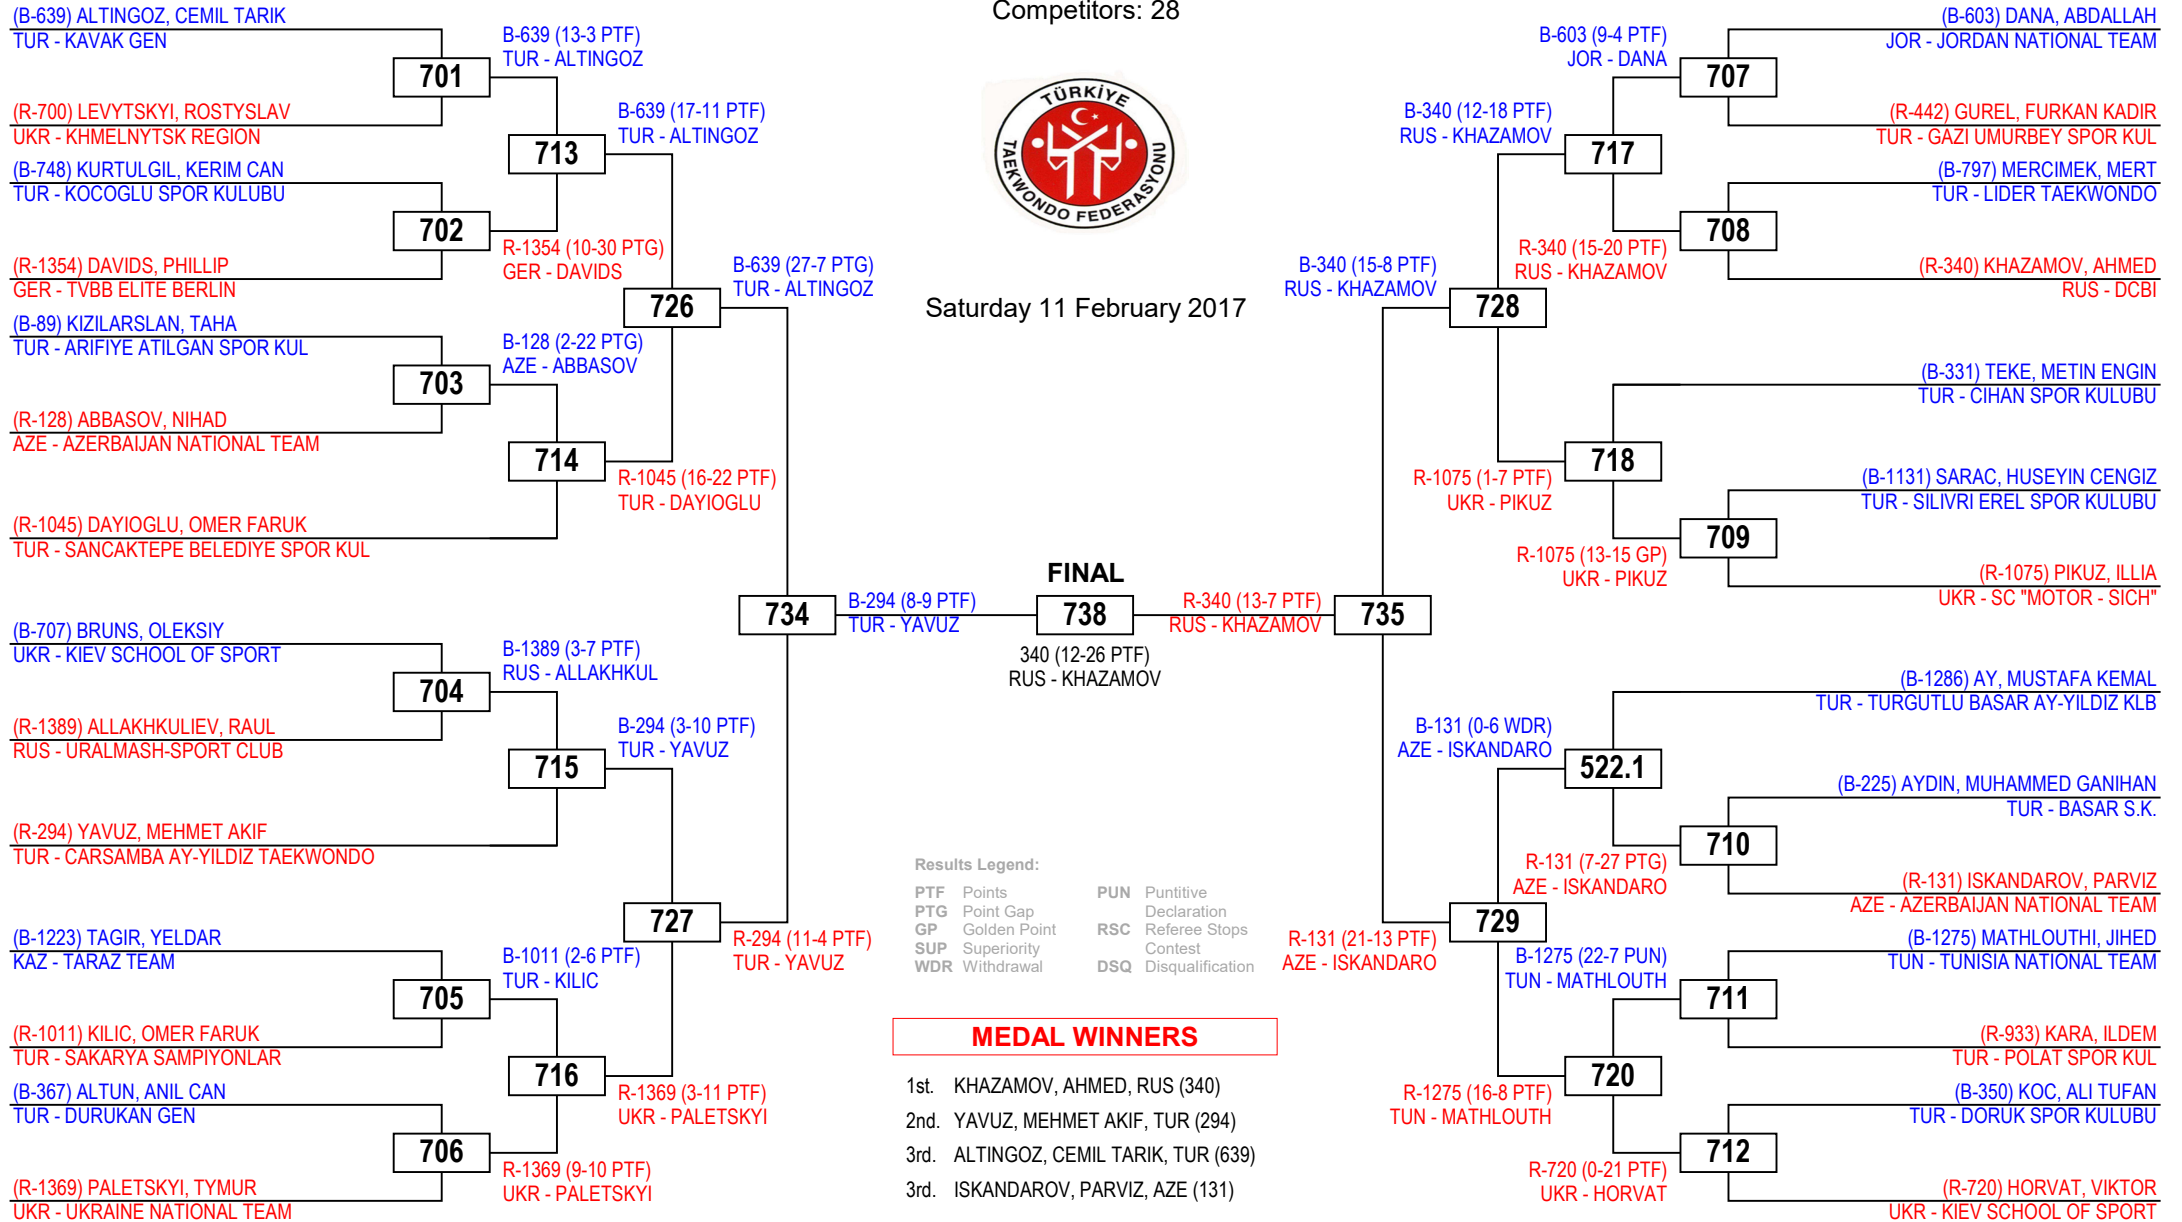 Competitors: 28
TÜRKİYE
TAEKWONDO FEDERASYONU
Saturday 11 February 2017
(B-639) ALTINGOZ, CEMIL TARIK
TUR - KAVAK GEN
701
(R-700) LEVYTSKYI, ROSTYSLAV
UKR - KHMELNYTSK REGION
(B-748) KURTULGIL, KERIM CAN
TUR - KOCOGLU SPOR KULUBU
702
(R-1354) DAVIDS, PHILLIP
GER - TVBB ELITE BERLIN
(B-89) KIZILARSLAN, TAHA
TUR - ARIFIYE ATILGAN SPOR KUL
703
(R-128) ABBASOV, NIHAD
AZE - AZERBAIJAN NATIONAL TEAM
(R-1045) DAYIOGLU, OMER FARUK
TUR - SANCAKTEPE BELEDIYE SPOR KUL
(B-707) BRUNS, OLEKSIY
UKR - KIEV SCHOOL OF SPORT
704
(R-1389) ALLAKHKULIEV, RAUL
RUS - URALMASH-SPORT CLUB
(R-294) YAVUZ, MEHMET AKIF
TUR - CARSAMBA AY-YILDIZ TAEKWONDO
(B-1223) TAGIR, YELDAR
KAZ - TARAZ TEAM
705
(R-1011) KILIC, OMER FARUK
TUR - SAKARYA SAMPIYONLAR
(B-367) ALTUN, ANIL CAN
TUR - DURUKAN GEN
706
(R-1369) PALETSKYI, TYMUR
UKR - UKRAINE NATIONAL TEAM
B-639 (13-3 PTF)
TUR - ALTINGOZ
713
R-1354 (10-30 PTG)
GER - DAVIDS
B-128 (2-22 PTG)
AZE - ABBASOV
714
B-1389 (3-7 PTF)
RUS - ALLAKHKUL
715
B-1011 (2-6 PTF)
TUR - KILIC
716
R-1369 (9-10 PTF)
UKR - PALETSKYI
B-639 (17-11 PTF)
TUR - ALTINGOZ
726
R-1045 (16-22 PTF)
TUR - DAYIOGLU
B-294 (3-10 PTF)
TUR - YAVUZ
727
R-1369 (3-11 PTF)
UKR - PALETSKYI
B-639 (27-7 PTG)
TUR - ALTINGOZ
734
R-294 (11-4 PTF)
TUR - YAVUZ
B-294 (8-9 PTF)
TUR - YAVUZ
FINAL
738
340 (12-26 PTF)
RUS - KHAZAMOV
R-340 (13-7 PTF)
RUS - KHAZAMOV
735
B-340 (15-8 PTF)
RUS - KHAZAMOV
728
R-131 (21-13 PTF)
AZE - ISKANDARO
729
B-340 (12-18 PTF)
RUS - KHAZAMOV
717
R-1075 (1-7 PTF)
UKR - PIKUZ
718
B-131 (0-6 WDR)
AZE - ISKANDARO
522.1
R-1275 (16-8 PTF)
TUN - MATHLOUTH
720
B-603 (9-4 PTF)
JOR - DANA
707
R-340 (15-20 PTF)
RUS - KHAZAMOV
708
R-1075 (13-15 GP)
UKR - PIKUZ
709
R-131 (7-27 PTG)
AZE - ISKANDARO
710
B-1275 (22-7 PUN)
TUN - MATHLOUTH
711
R-720 (0-21 PTF)
UKR - HORVAT
712
(B-603) DANA, ABDALLAH
JOR - JORDAN NATIONAL TEAM
(R-442) GUREL, FURKAN KADIR
TUR - GAZI UMURBEY SPOR KUL
(B-797) MERCIMEK, MERT
TUR - LIDER TAEKWONDO
(R-340) KHAZAMOV, AHMED
RUS - DCBI
(B-331) TEKE, METIN ENGIN
TUR - CIHAN SPOR KULUBU
(B-1131) SARAC, HUSEYIN CENGIZ
TUR - SILIVRI EREL SPOR KULUBU
(R-1075) PIKUZ, ILLIA
UKR - SC "MOTOR - SICH"
(B-1286) AY, MUSTAFA KEMAL
TUR - TURGUTLU BASAR AY-YILDIZ KLB
(B-225) AYDIN, MUHAMMED GANIHAN
TUR - BASAR S.K.
(R-131) ISKANDAROV, PARVIZ
AZE - AZERBAIJAN NATIONAL TEAM
(B-1275) MATHLOUTHI, JIHED
TUN - TUNISIA NATIONAL TEAM
(R-933) KARA, ILDEM
TUR - POLAT SPOR KUL
(B-350) KOC, ALI TUFAN
TUR - DORUK SPOR KULUBU
(R-720) HORVAT, VIKTOR
UKR - KIEV SCHOOL OF SPORT
Results Legend:
PTF Points
PTG Point Gap
GP Golden Point
SUP Superiority
WDR Withdrawal
PUN Puntitive
Declaration
RSC Referee Stops
Contest
DSQ Disqualification
MEDAL WINNERS
1st. KHAZAMOV, AHMED, RUS (340)
2nd. YAVUZ, MEHMET AKIF, TUR (294)
3rd. ALTINGOZ, CEMIL TARIK, TUR (639)
3rd. ISKANDAROV, PARVIZ, AZE (131)